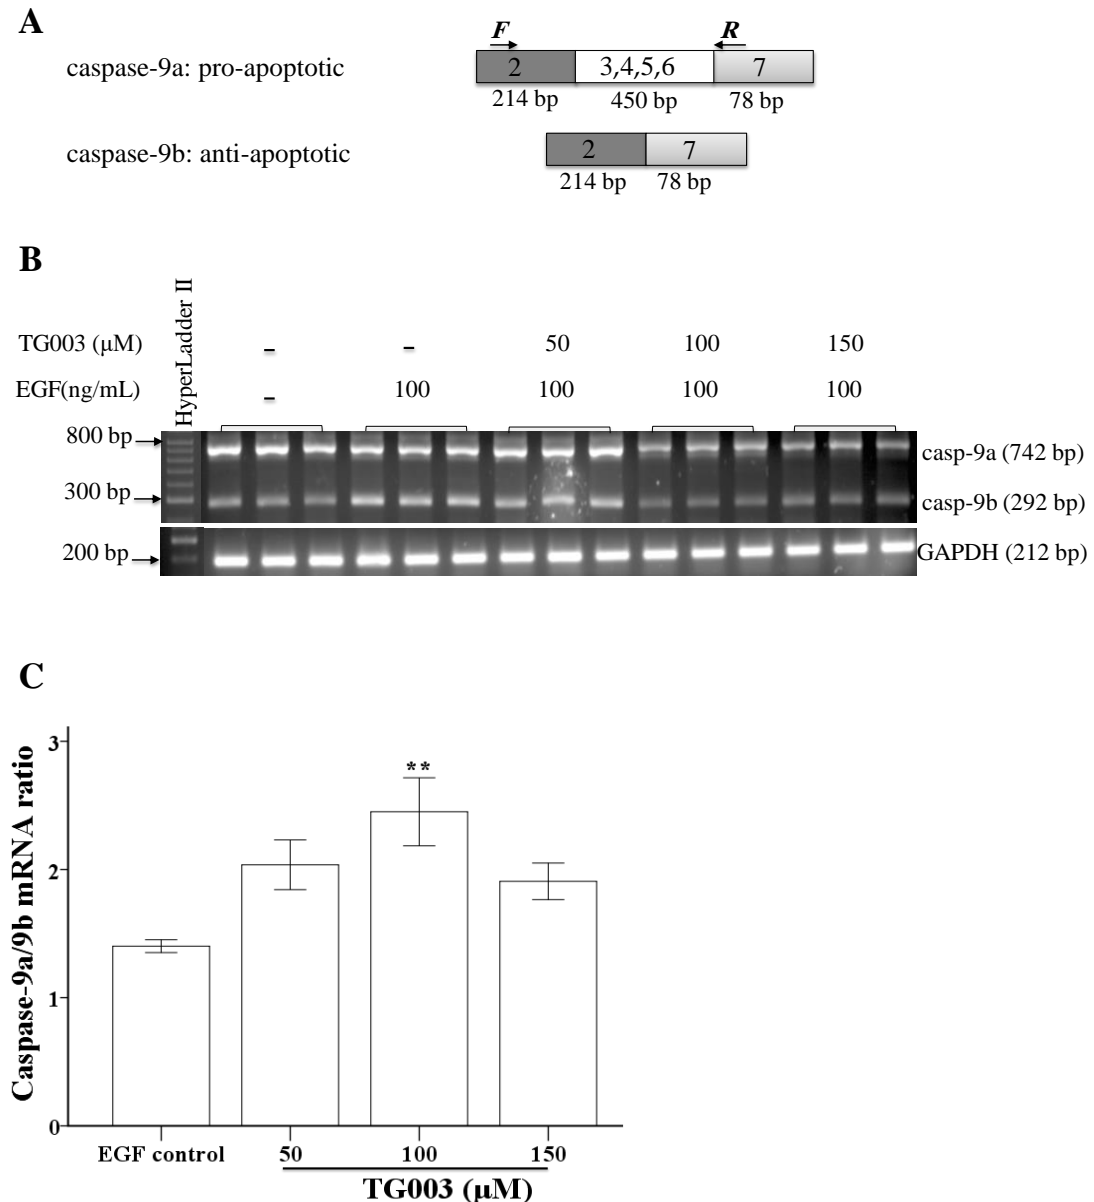 A
F R
caspase-9a: pro-apoptotic 2 3,4,5,6 7
214 bp 450 bp 78 bp
caspase-9b: anti-apoptotic 2 7
214 bp 78 bp
B
HyperLadder II
TG003 (µM) – – 50 100 150
EGF(ng/mL) – 100 100 100 100
800 bp casp-9a (742 bp)
300 bp casp-9b (292 bp)
200 bp GAPDH (212 bp)
C
Caspase-9a/9b mRNA ratio
3
**
2
1
0
EGF control 50 100 150
TG003 (µM)